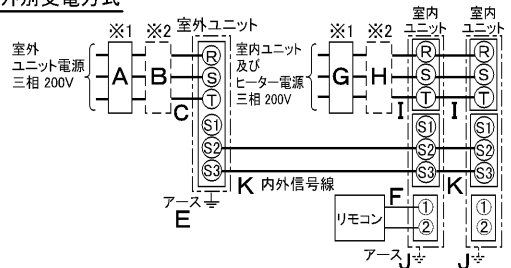 外別受電方式
※1 ※2 室外ユニット
室外
ユニット電源
三相 200V
A B C
R
S
T
S1
S2
S3
アース
E
K 内外信号線
※1 ※2
室内ユニット
及び
ヒーター電源
三相 200V
G H I
室内
ユニット
R
S
T
S1
S2
S3
①
②
F
リモコン
アース J
室内
ユニット
I
R
S
T
S1
S2
S3
K
①
②
J